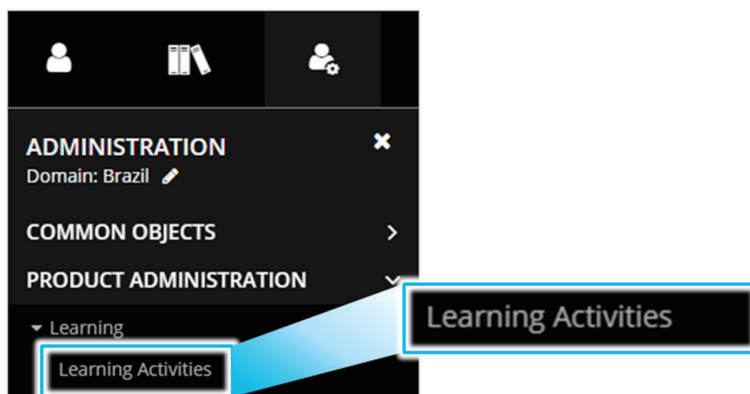 ADMINISTRATION
Domain: Brazil
COMMON OBJECTS
PRODUCT ADMINISTRATION
Learning
Learning Activities
Learning Activities